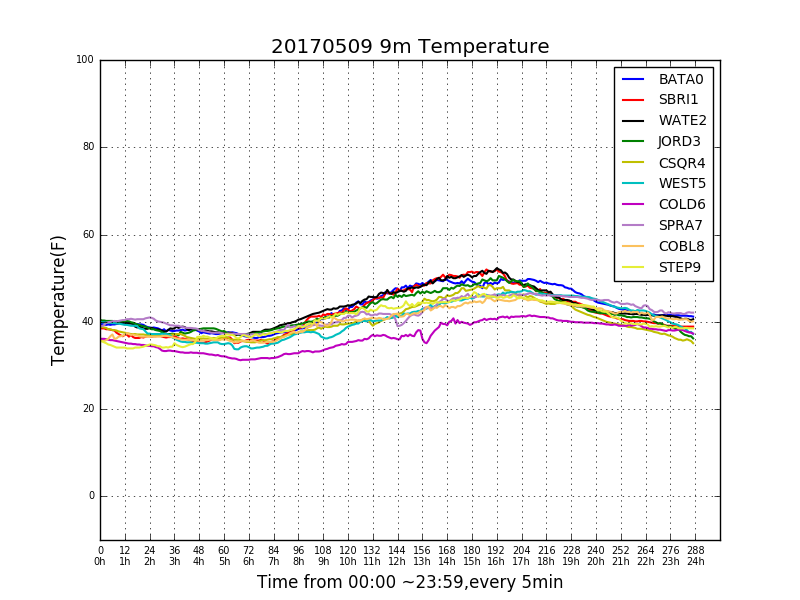 20170509 9m Temperature
100
80
60
40
20
0
Temperature(F)
BATA0
SBRI1
WATE2
JORD3
CSQR4
WEST5
COLD6
SPRA7
COBL8
STEP9
0 12 24 36 48 60 72 84 96 108 120 132 144 156 168 180 192 204 216 228 240 252 264 276 288
0h 1h 2h 3h 4h 5h 6h 7h 8h 9h 10h 11h 12h 13h 14h 15h 16h 17h 18h 19h 20h 21h 22h 23h 24h
Time from 00:00 ~23:59,every 5min